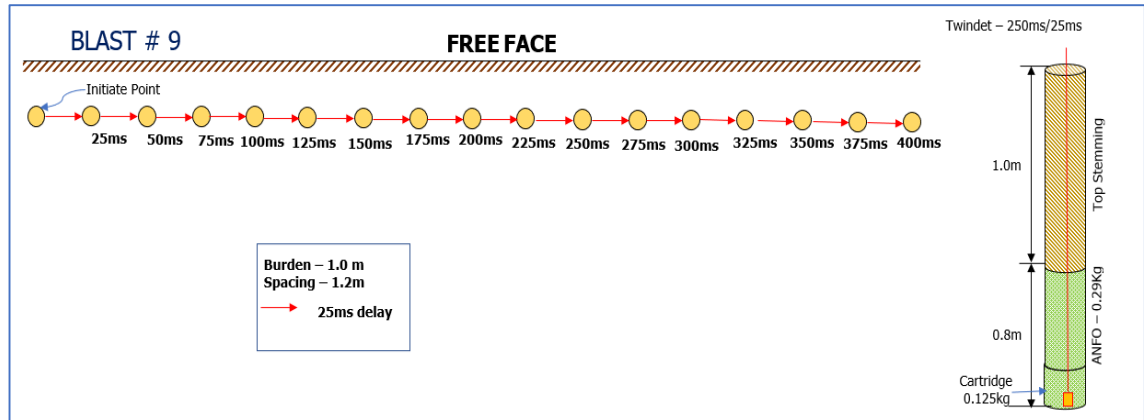 BLAST # 9
FREE FACE
Twindet – 250ms/25ms
Initiate Point
25ms
50ms
75ms
100ms
125ms
150ms
175ms
200ms
225ms
250ms
275ms
300ms
325ms
350ms
375ms
400ms
Burden – 1.0 m
Spacing – 1.2m
25ms delay
1.0m
Top Stemming
0.8m
ANFO – 0.29Kg
Cartridge
0.125kg